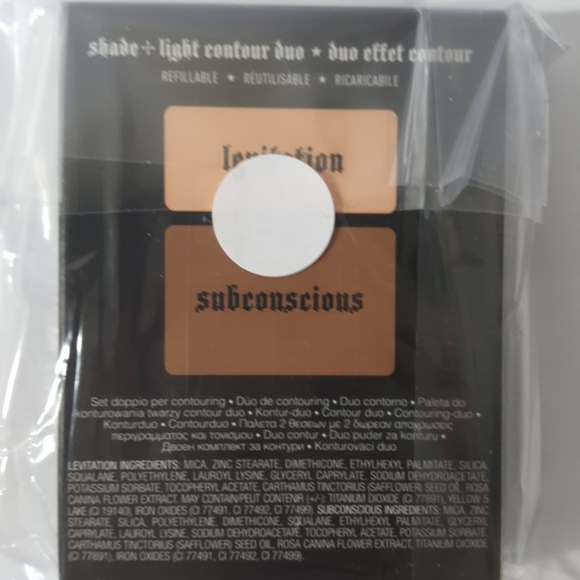 shade + light contour duo ★ duo effet contour
REFILLABLE ★ RÉUTILISABLE ★ RICARICABILE
subconscious
Set doppio per contouring • Dúo de contouring • Duo contorno • Paleta do
konturowania twarzy contour duo • Kontur-duo • Contour duo • Contouring-duo •
Konturduo • Contourduo • Παλέτα 2 θέσεων με 2 δωρεάν αποχρώσεις
περιγράμματος και τονισμού • Duo contur • Duo puder za konturu •
Двоен комплект за контури • Konturovací duo
LEVITATION INGREDIENTS: MICA, ZINC STEARATE, DIMETHICONE, ETHYLHEXYL PALMITATE, SILICA,
SQUALANE, POLYETHYLENE, LAUROYL LYSINE, GLYCERYL CAPRYLATE, SODIUM DEHYDROACETATE,
POTASSIUM SORBATE, TOCOPHERYL ACETATE, CARTHAMUS TINCTORIUS (SAFFLOWER) SEED OIL, ROSA
CANINA FLOWER EXTRACT. MAY CONTAIN/PEUT CONTENIR (+/-): TITANIUM DIOXIDE (CI 77891), YELLOW 5
LAKE (CI 19140), IRON OXIDES (CI 77491, CI 77492, CI 77499). SUBCONSCIOUS INGREDIENTS: MICA, ZINC
STEARATE, SILICA, POLYETHYLENE, DIMETHICONE, SQUALANE, ETHYLHEXYL PALMITATE, GLYCERYL
CAPRYLATE, LAUROYL LYSINE, SODIUM DEHYDROACETATE, TOCOPHERYL ACETATE, POTASSIUM SORBATE,
CARTHAMUS TINCTORIUS (SAFFLOWER) SEED OIL, ROSA CANINA FLOWER EXTRACT, TITANIUM DIOXIDE
(CI 77891), IRON OXIDES (CI 77491, CI 77492, CI 77499).